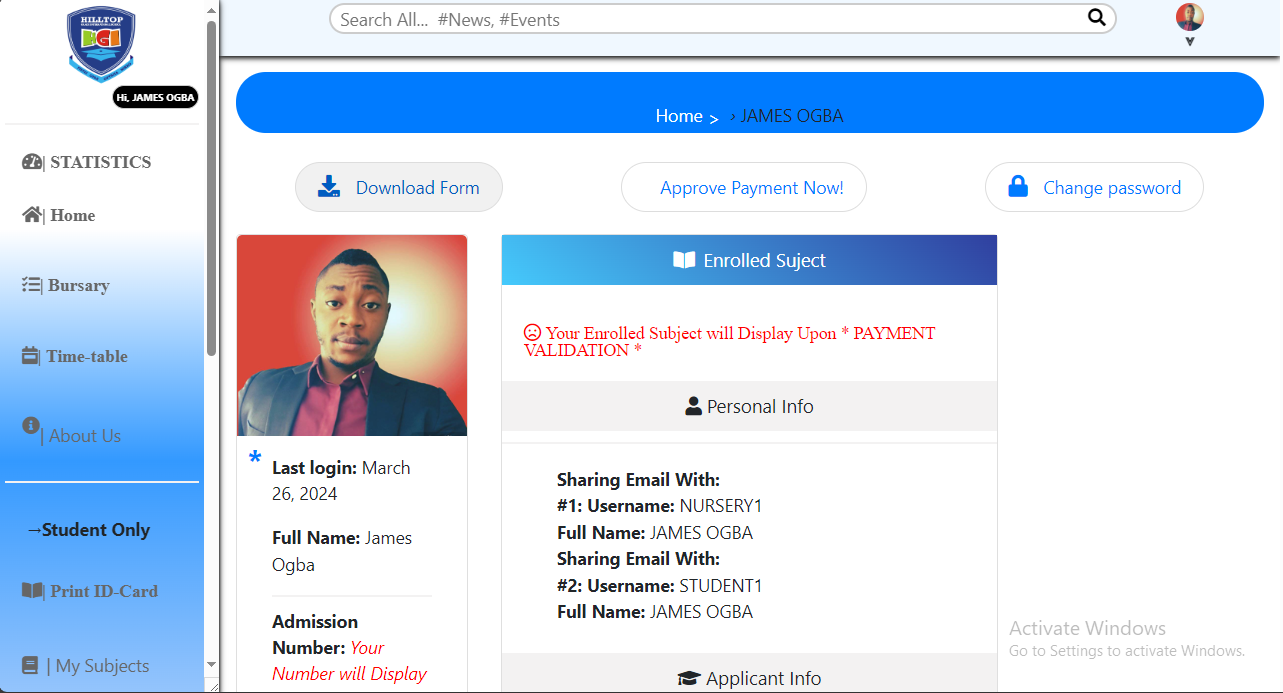 HILLTOP
BGI
Hi, JAMES OGBA
| STATISTICS
| Home
| Bursary
| Time-table
| About Us
→Student Only
| Print ID-Card
| My Subjects
Search All... #News, #Events
Home > › JAMES OGBA
Download Form
Approve Payment Now!
Change password
* Last login: March
26, 2024
Full Name: James
Ogba
Admission
Number: Your
Number will Display
Enrolled Suject
Your Enrolled Subject will Display Upon * PAYMENT
VALIDATION *
Personal Info
Sharing Email With:
#1: Username: NURSERY1
Full Name: JAMES OGBA
Sharing Email With:
#2: Username: STUDENT1
Full Name: JAMES OGBA
Applicant Info
Activate Windows
Go to Settings to activate Windows.